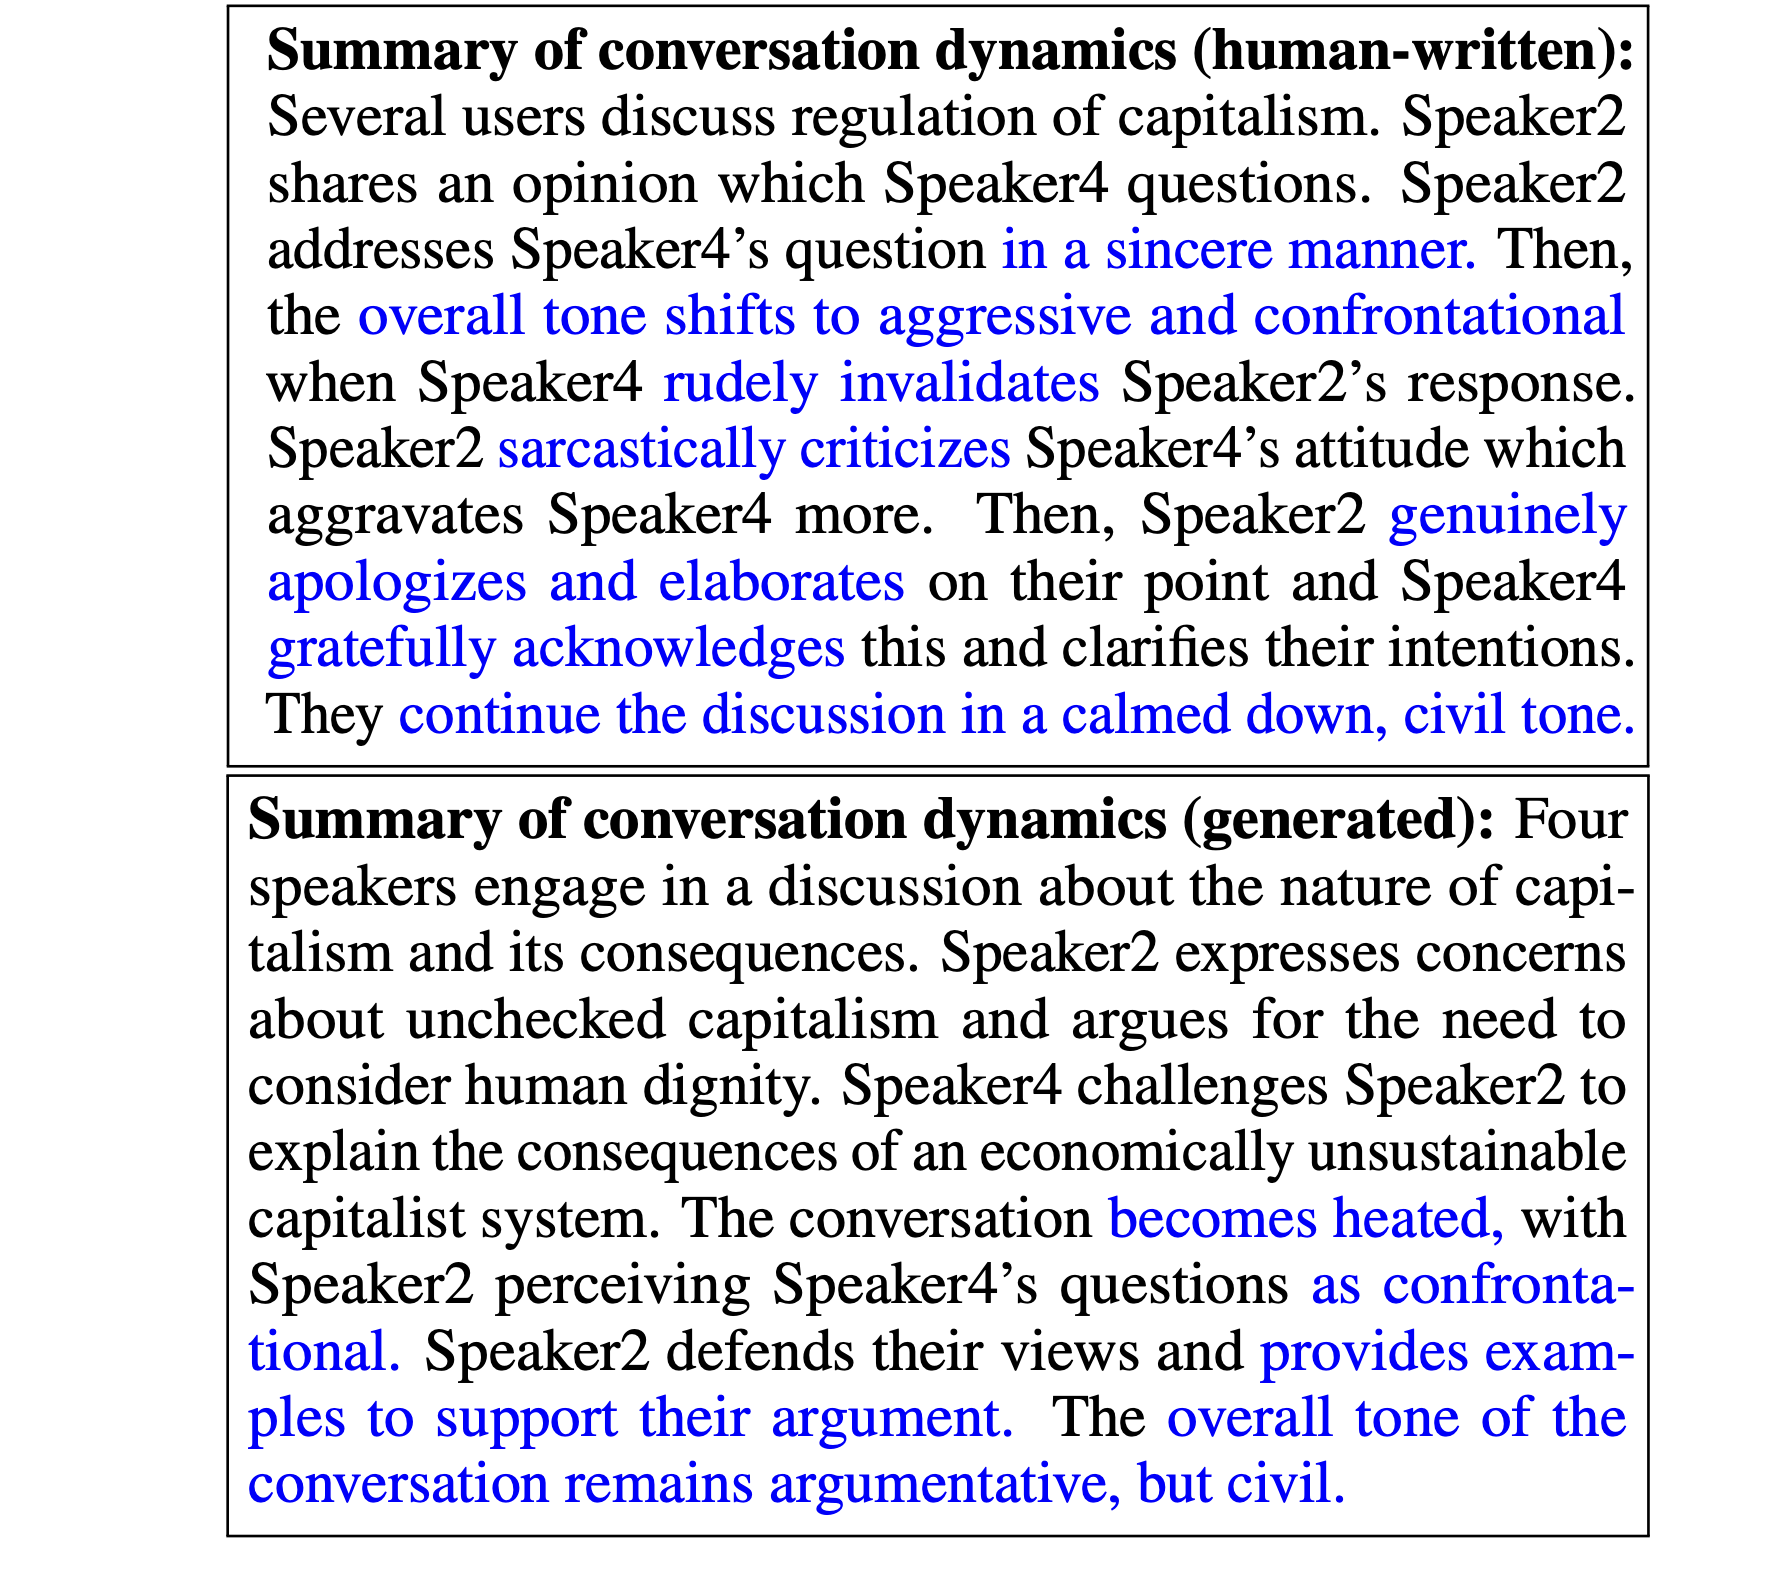 Summary of conversation dynamics (human-written):
Several users discuss regulation of capitalism. Speaker2
shares an opinion which Speaker4 questions. Speaker2
addresses Speaker4’s question in a sincere manner. Then,
the overall tone shifts to aggressive and confrontational
when Speaker4 rudely invalidates Speaker2’s response.
Speaker2 sarcastically criticizes Speaker4’s attitude which
aggravates Speaker4 more. Then, Speaker2 genuinely
apologizes and elaborates on their point and Speaker4
gratefully acknowledges this and clarifies their intentions.
They continue the discussion in a calmed down, civil tone.
Summary of conversation dynamics (generated): Four
speakers engage in a discussion about the nature of capi-
talism and its consequences. Speaker2 expresses concerns
about unchecked capitalism and argues for the need to
consider human dignity. Speaker4 challenges Speaker2 to
explain the consequences of an economically unsustainable
capitalist system. The conversation becomes heated, with
Speaker2 perceiving Speaker4’s questions as confronta-
tional. Speaker2 defends their views and provides exam-
ples to support their argument. The overall tone of the
conversation remains argumentative, but civil.